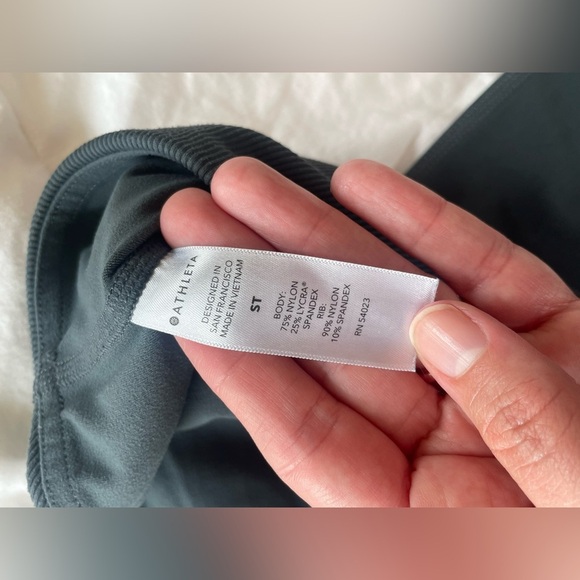 ATHLETA
DESIGNED IN
SAN FRANCISCO
MADE IN VIETNAM
ST
BODY:
75% NYLON
25% LYCRA®
SPANDEX
RIB:
90% NYLON
10% SPANDEX
RN 54023